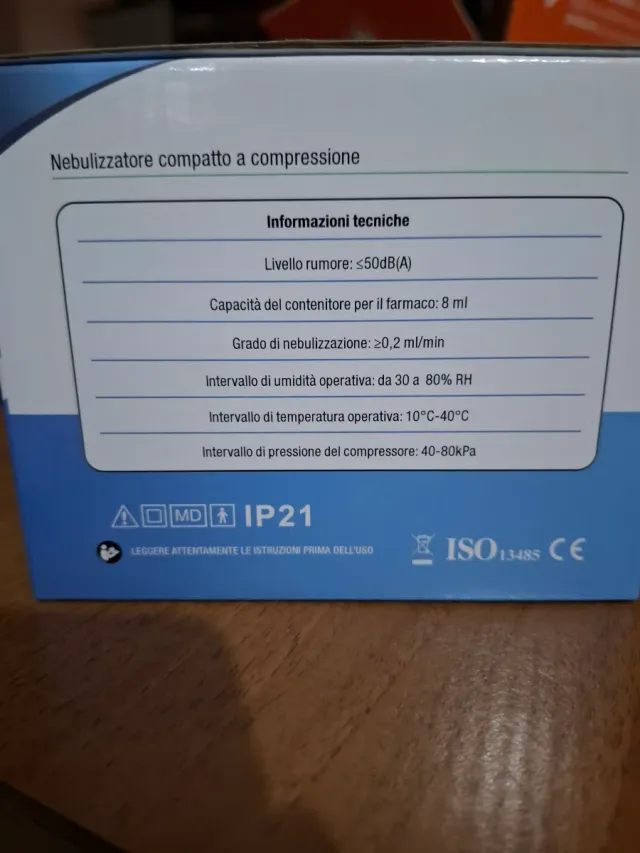 Nebulizzatore compatto a compressione
Informazioni tecniche
Livello rumore: ≤50dB(A)
Capacità del contenitore per il farmaco: 8 ml
Grado di nebulizzazione: ≥0,2 ml/min
Intervallo di umidità operativa: da 30 a 80% RH
Intervallo di temperatura operativa: 10°C-40°C
Intervallo di pressione del compressore: 40-80kPa
MD IP21
LEGGERE ATTENTAMENTE LE ISTRUZIONI PRIMA DELL'USO
ISO 13485 CE